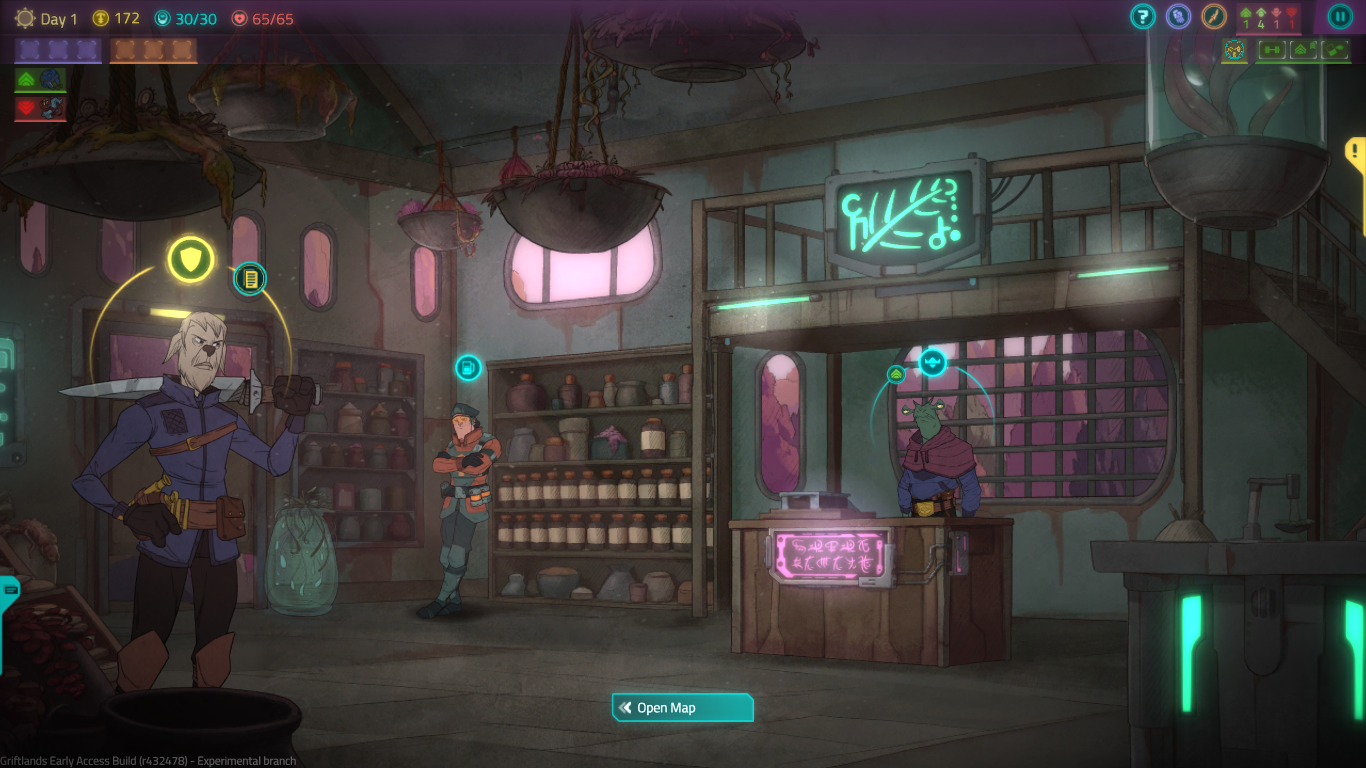 Day 1 172 30/30 65/65
1 4 1 1
Open Map
Griftlands Early Access Build (r432478) - Experimental branch